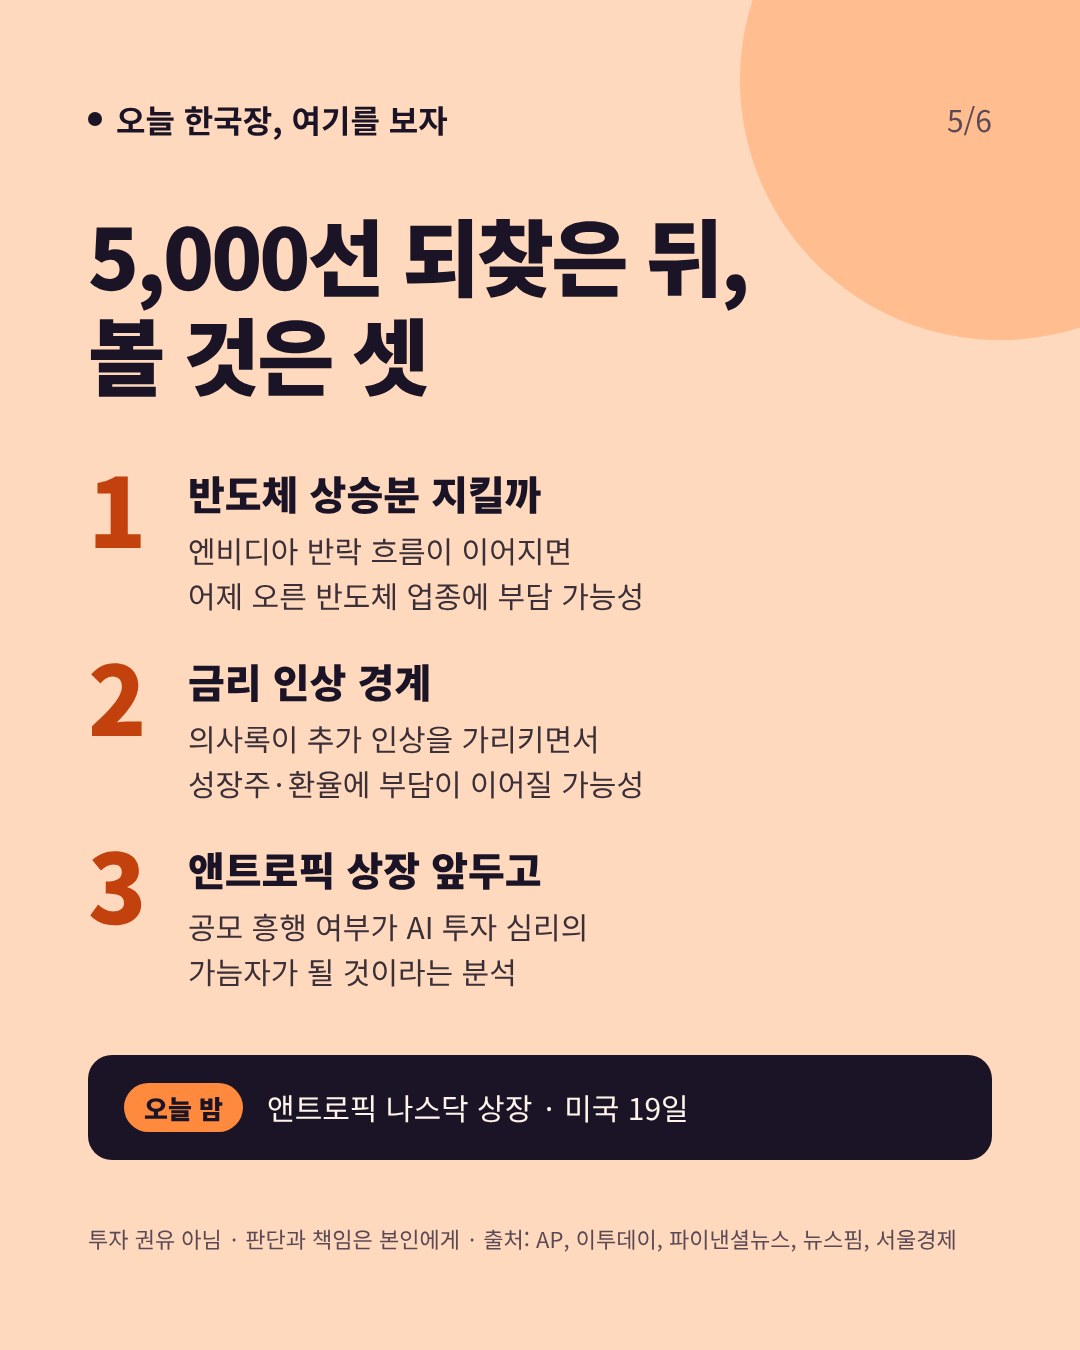 • 오늘 한국장, 여기를 보자
5/6
5,000선 되찾은 뒤,
볼 것은 셋
1
반도체 상승분 지킬까
엔비디아 반락 흐름이 이어지면
어제 오른 반도체 업종에 부담 가능성
2
금리 인상 경계
의사록이 추가 인상을 가리키면서
성장주·환율에 부담이 이어질 가능성
3
앤트로픽 상장 앞두고
공모 흥행 여부가 AI 투자 심리의
가늠자가 될 것이라는 분석
오늘 밤
앤트로픽 나스닥 상장 · 미국 19일
투자 권유 아님 · 판단과 책임은 본인에게 · 출처: AP, 이투데이, 파이낸셜뉴스, 뉴스핌, 서울경제